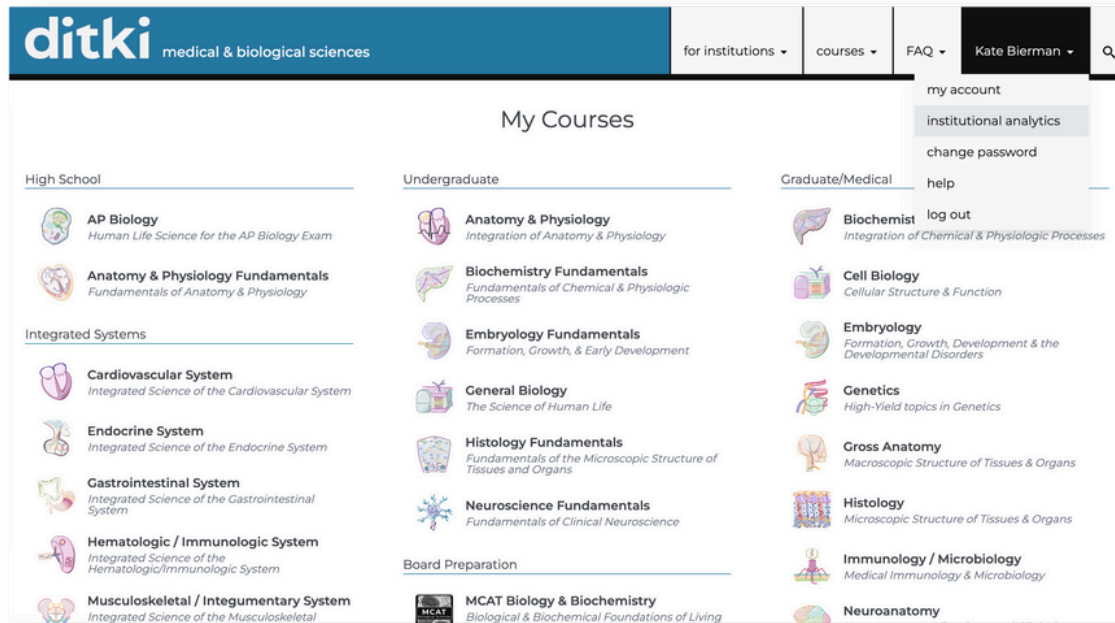 ditki medical & biological sciences
for institutions
courses
FAQ
Kate Bierman
my account
institutional analytics
change password
help
log out
My Courses
High School
AP Biology
Human Life Science for the AP Biology Exam
Anatomy & Physiology Fundamentals
Fundamentals of Anatomy & Physiology
Integrated Systems
Cardiovascular System
Integrated Science of the Cardiovascular System
Endocrine System
Integrated Science of the Endocrine System
Gastrointestinal System
Integrated Science of the Gastrointestinal
System
Hematologic / Immunologic System
Integrated Science of the
Hematologic/Immunologic System
Musculoskeletal / Integumentary System
Integrated Science of the Musculoskeletal
Undergraduate
Anatomy & Physiology
Integration of Anatomy & Physiology
Biochemistry Fundamentals
Fundamentals of Chemical & Physiologic
Processes
Embryology Fundamentals
Formation, Growth, & Early Development
General Biology
The Science of Human Life
Histology Fundamentals
Fundamentals of the Microscopic Structure of
Tissues and Organs
Neuroscience Fundamentals
Fundamentals of Clinical Neuroscience
Board Preparation
MCAT
MCAT Biology & Biochemistry
Biological & Biochemical Foundations of Living
Graduate/Medical
Biochemist
Integration of Chemical & Physiologic Processes
Cell Biology
Cellular Structure & Function
Embryology
Formation, Growth, Development & the
Developmental Disorders
Genetics
High-Yield topics in Genetics
Gross Anatomy
Macroscopic Structure of Tissues & Organs
Histology
Microscopic Structure of Tissues & Organs
Immunology / Microbiology
Medical Immunology & Microbiology
Neuroanatomy